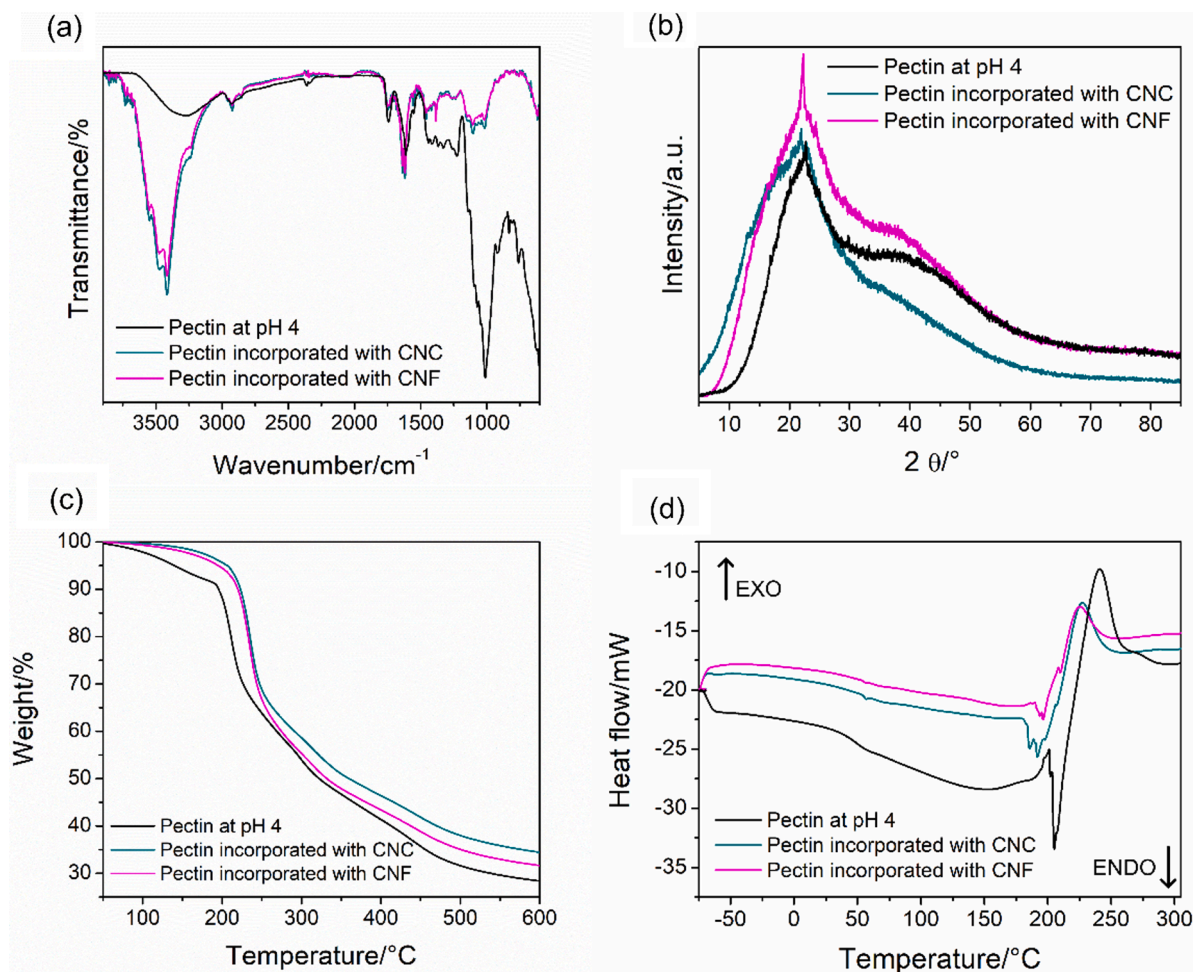 (a)
Transmittance/%
Pectin at pH 4
Pectin incorporated with CNC
Pectin incorporated with CNF
3500 3000 2500 2000 1500 1000
Wavenumber/cm⁻¹
(b)
Intensity/a.u.
Pectin at pH 4
Pectin incorporated with CNC
Pectin incorporated with CNF
10 20 30 40 50 60 70 80
2 θ/°
(c)
Weight/%
100
90
80
70
60
50
40
30
Pectin at pH 4
Pectin incorporated with CNC
Pectin incorporated with CNF
100 200 300 400 500 600
Temperature/°C
(d)
Heat flow/mW
-10
-15
-20
-25
-30
-35
EXO
Pectin at pH 4
Pectin incorporated with CNC
Pectin incorporated with CNF
ENDO
-50 0 50 100 150 200 250 300
Temperature/°C